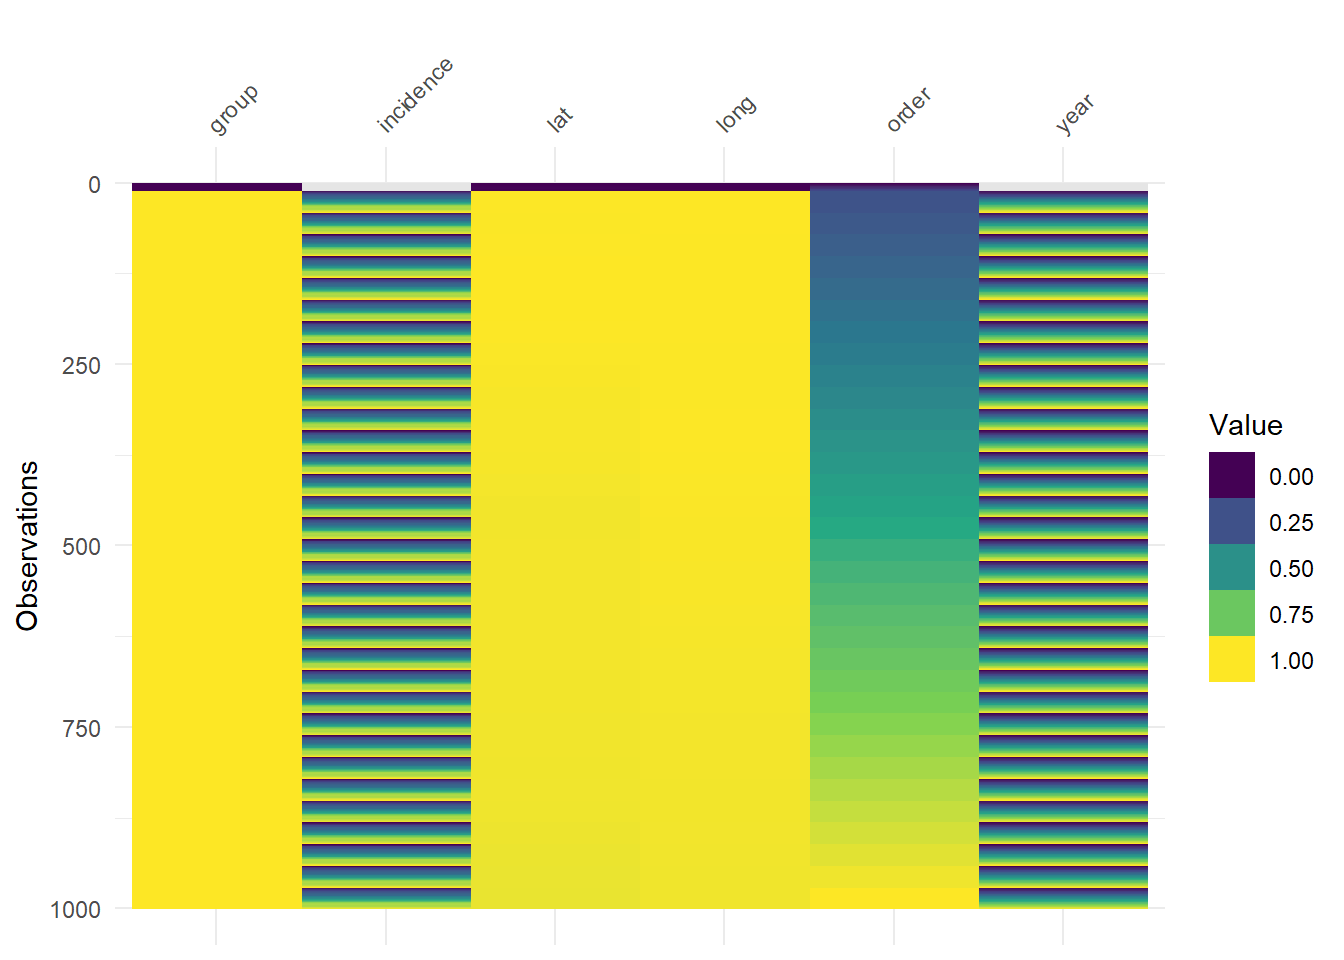 group
incidence
lat
long
order
year
0
250
500
750
1000
Observations
Value
0.00
0.25
0.50
0.75
1.00